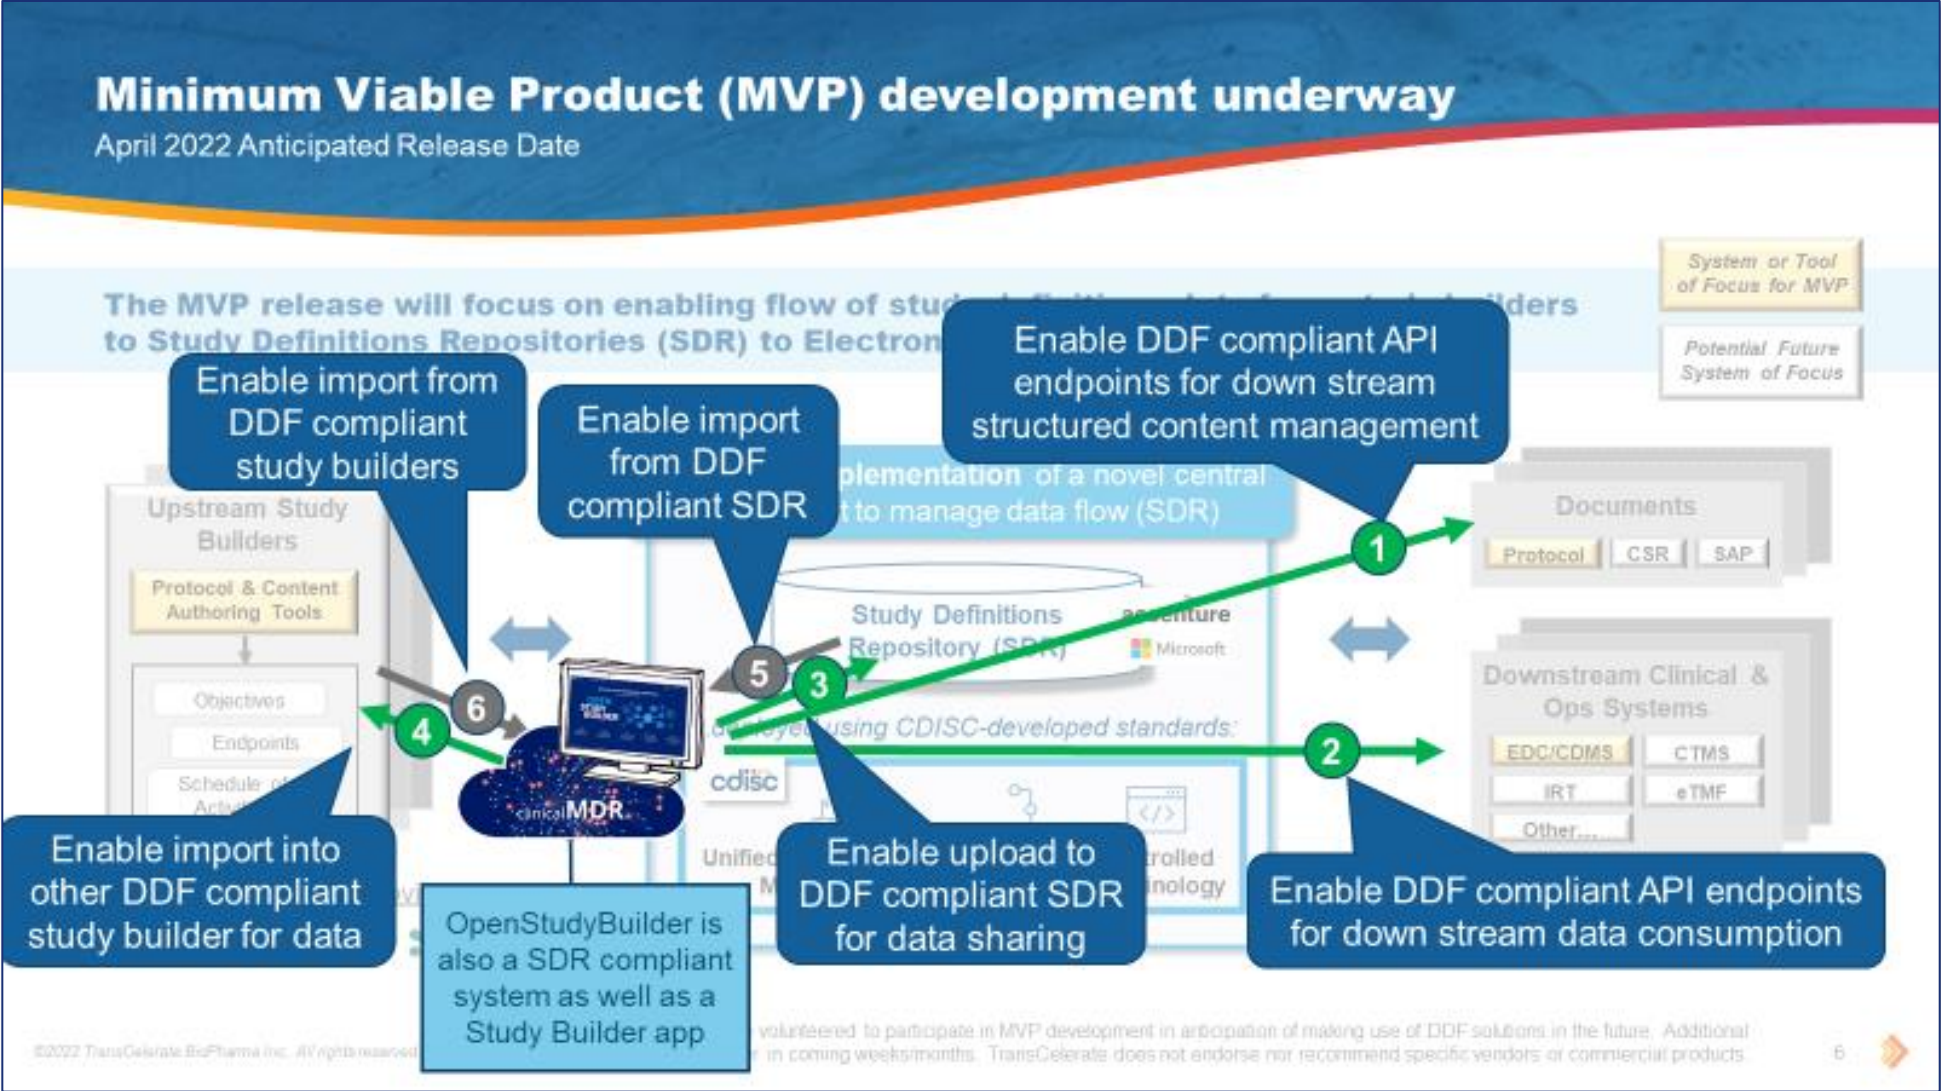 Minimum Viable Product (MVP) development underway
April 2022 Anticipated Release Date
System or Tool
of Focus for MVP
Potential Future
System of Focus
The MVP release will focus on enabling flow of
to Study Definitions Repositories (SDR) to
Enable import from
DDF compliant
study builders
Enable import
from DDF
compliant SDR
Enable DDF compliant API
endpoints for down stream
structured content management
of a novel central
to manage data flow (SDR)
Upstream Study
Builders
Protocol & Content
Authoring Tools
Objectives
Endpoints
Schedule
Study Definitions
Repository (SDR)
accenture
Microsoft
using CDISC-developed standards:
cdisc
Unified
Documents
Protocol
CSR
SAP
Downstream Clinical &
Ops Systems
EDC/CDMS
CTMS
IRT
eTMF
Other...
1
2
3
4
5
6
clinicalMDR
Enable import into
other DDF compliant
study builder for data
OpenStudyBuilder is
also a SDR compliant
system as well as a
Study Builder app
Enable upload to
DDF compliant SDR
for data sharing
Enable DDF compliant API endpoints
for down stream data consumption
volunteered to participate in MVP development in anticipation of making use of DDF solutions in the future. Additional
in coming weeks/months. TransCelerate does not endorse nor recommend specific vendors or commercial products.
©2022 TransCelerate BioPharma Inc. All rights reserved
6